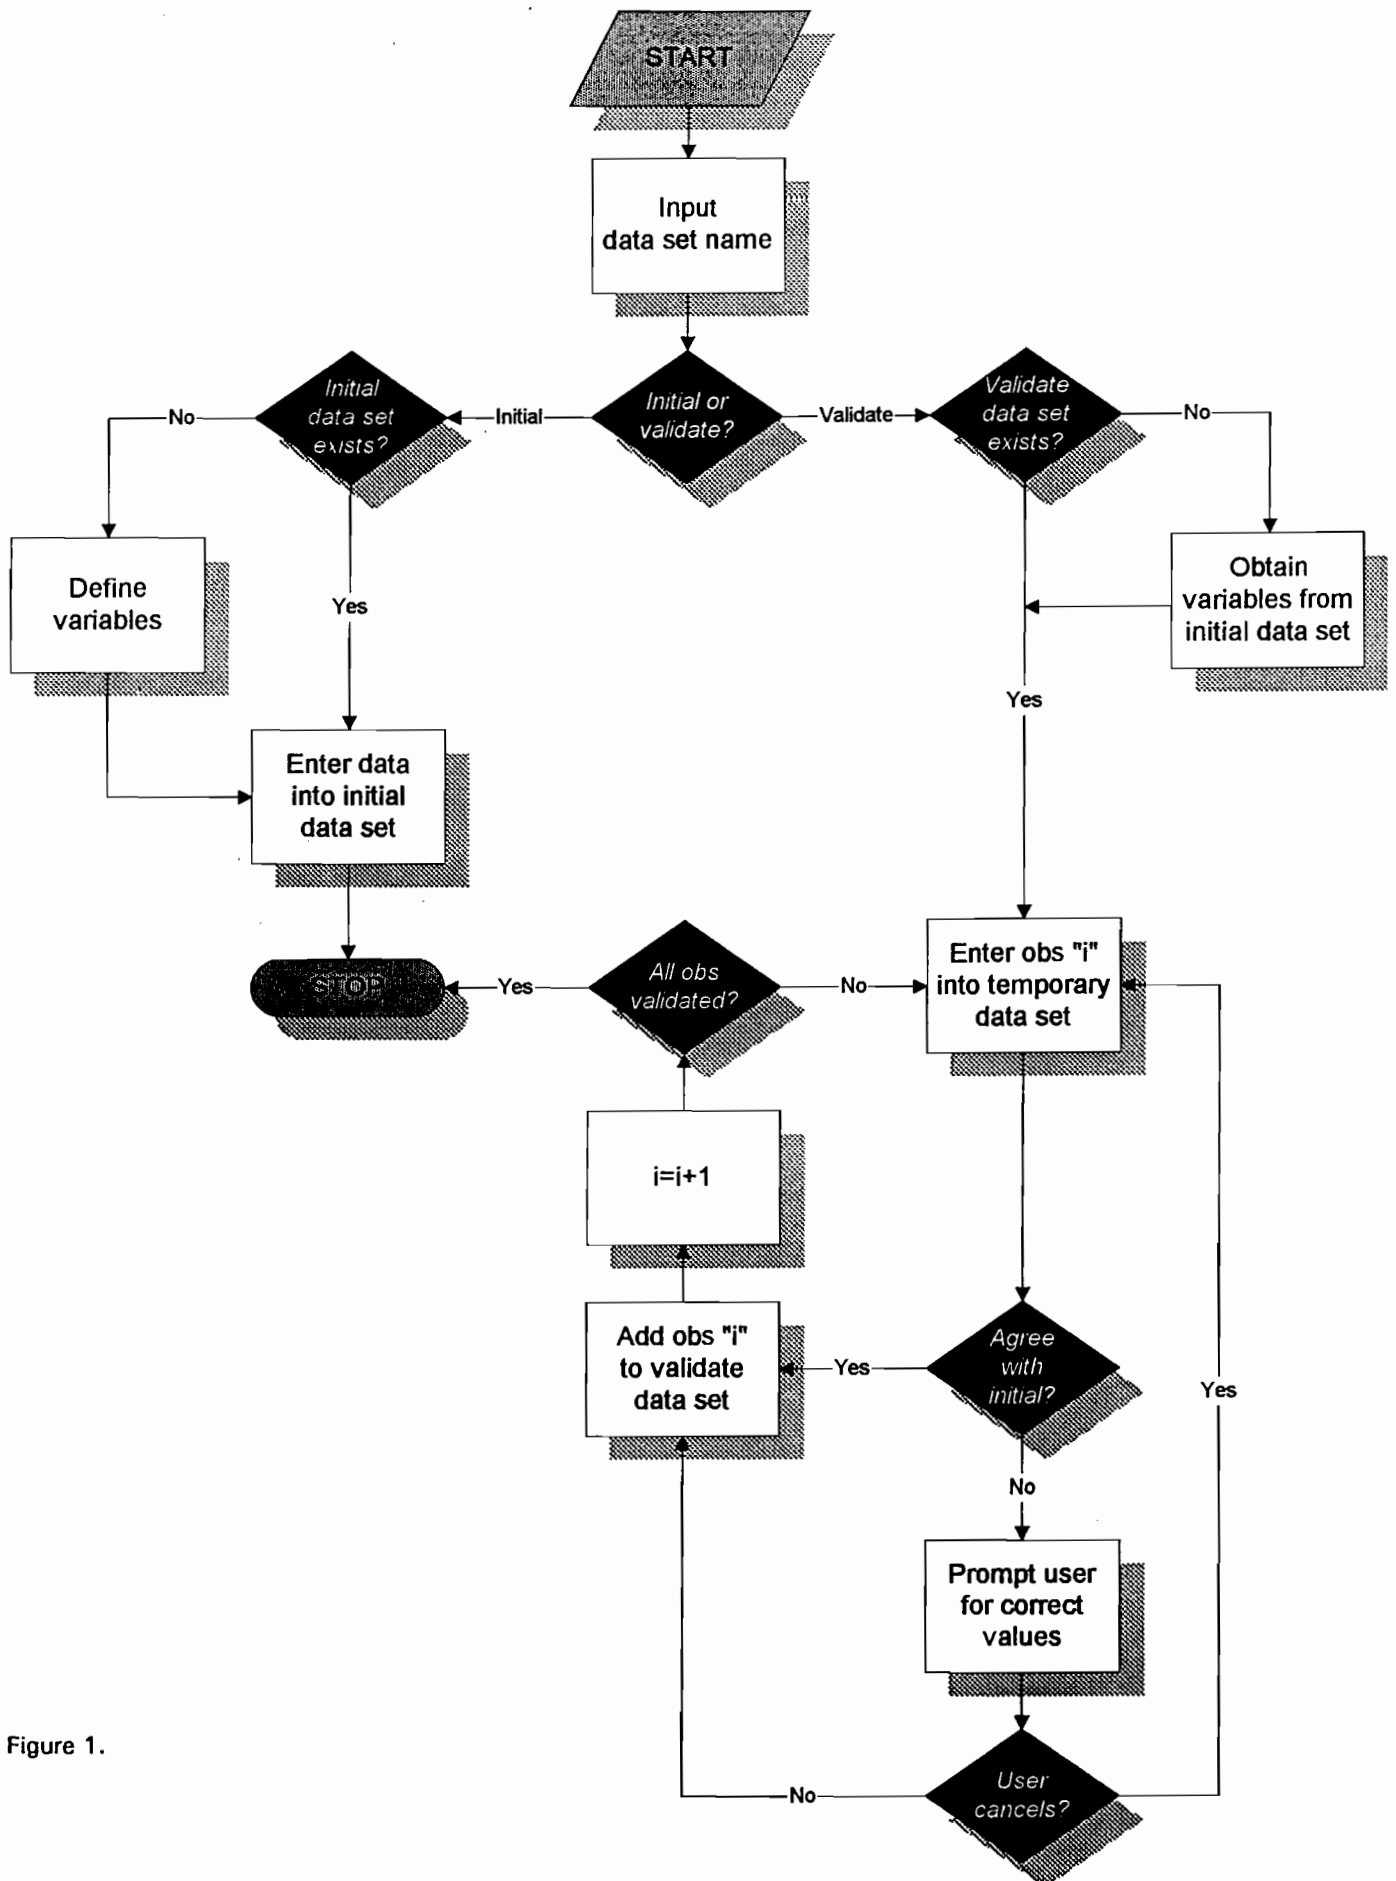 START
Input
data set name
Initial
data set
exists?
Initial or
validate?
Validate
data set
exists?
No
Initial
Validate
No
Define
variables
Yes
Obtain
variables from
initial data set
Yes
Enter data
into initial
data set
STOP
Yes
All obs
validated?
No
Enter obs "i"
into temporary
data set
i=i+1
Add obs "i"
to validate
data set
Yes
Agree
with
initial?
Yes
No
Prompt user
for correct
values
Figure 1.
No
User
cancels?